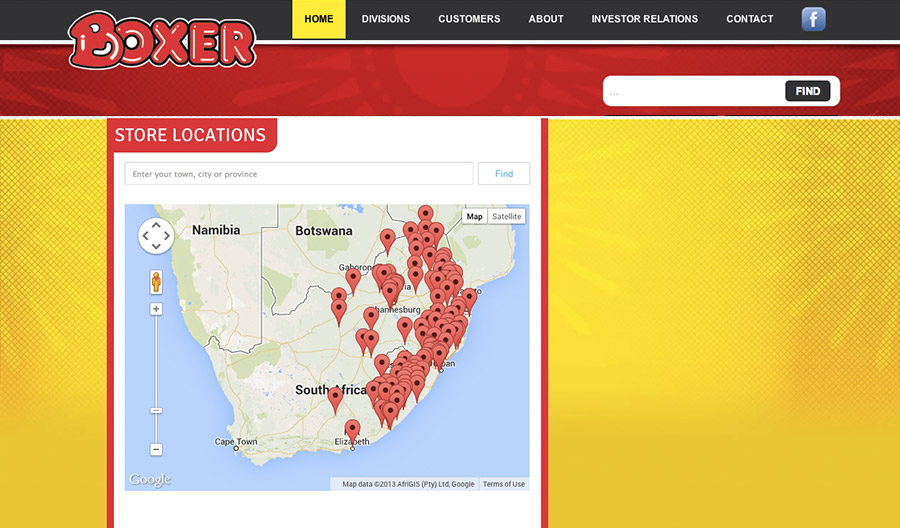 BOXER
HOME DIVISIONS CUSTOMERS ABOUT INVESTOR RELATIONS CONTACT f
... FIND
STORE LOCATIONS
Enter your town, city or province Find
Map Satellite
Namibia Botswana
Gaboron
hannesburg
South Africa
Cape Town
Elizabeth
Google Map data ©2013 AfriGIS (Pty) Ltd, Google Terms of Use